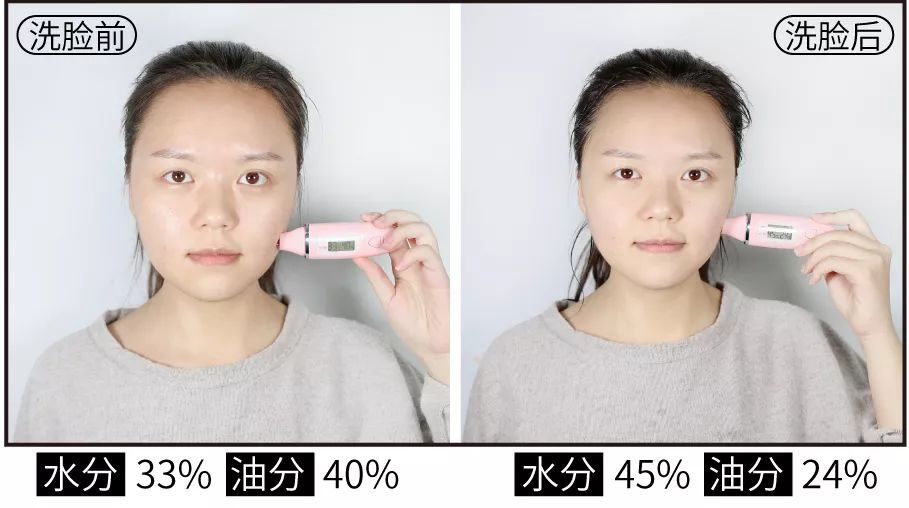 洗脸前
洗脸后
水分 33% 油分 40%
水分 45% 油分 24%